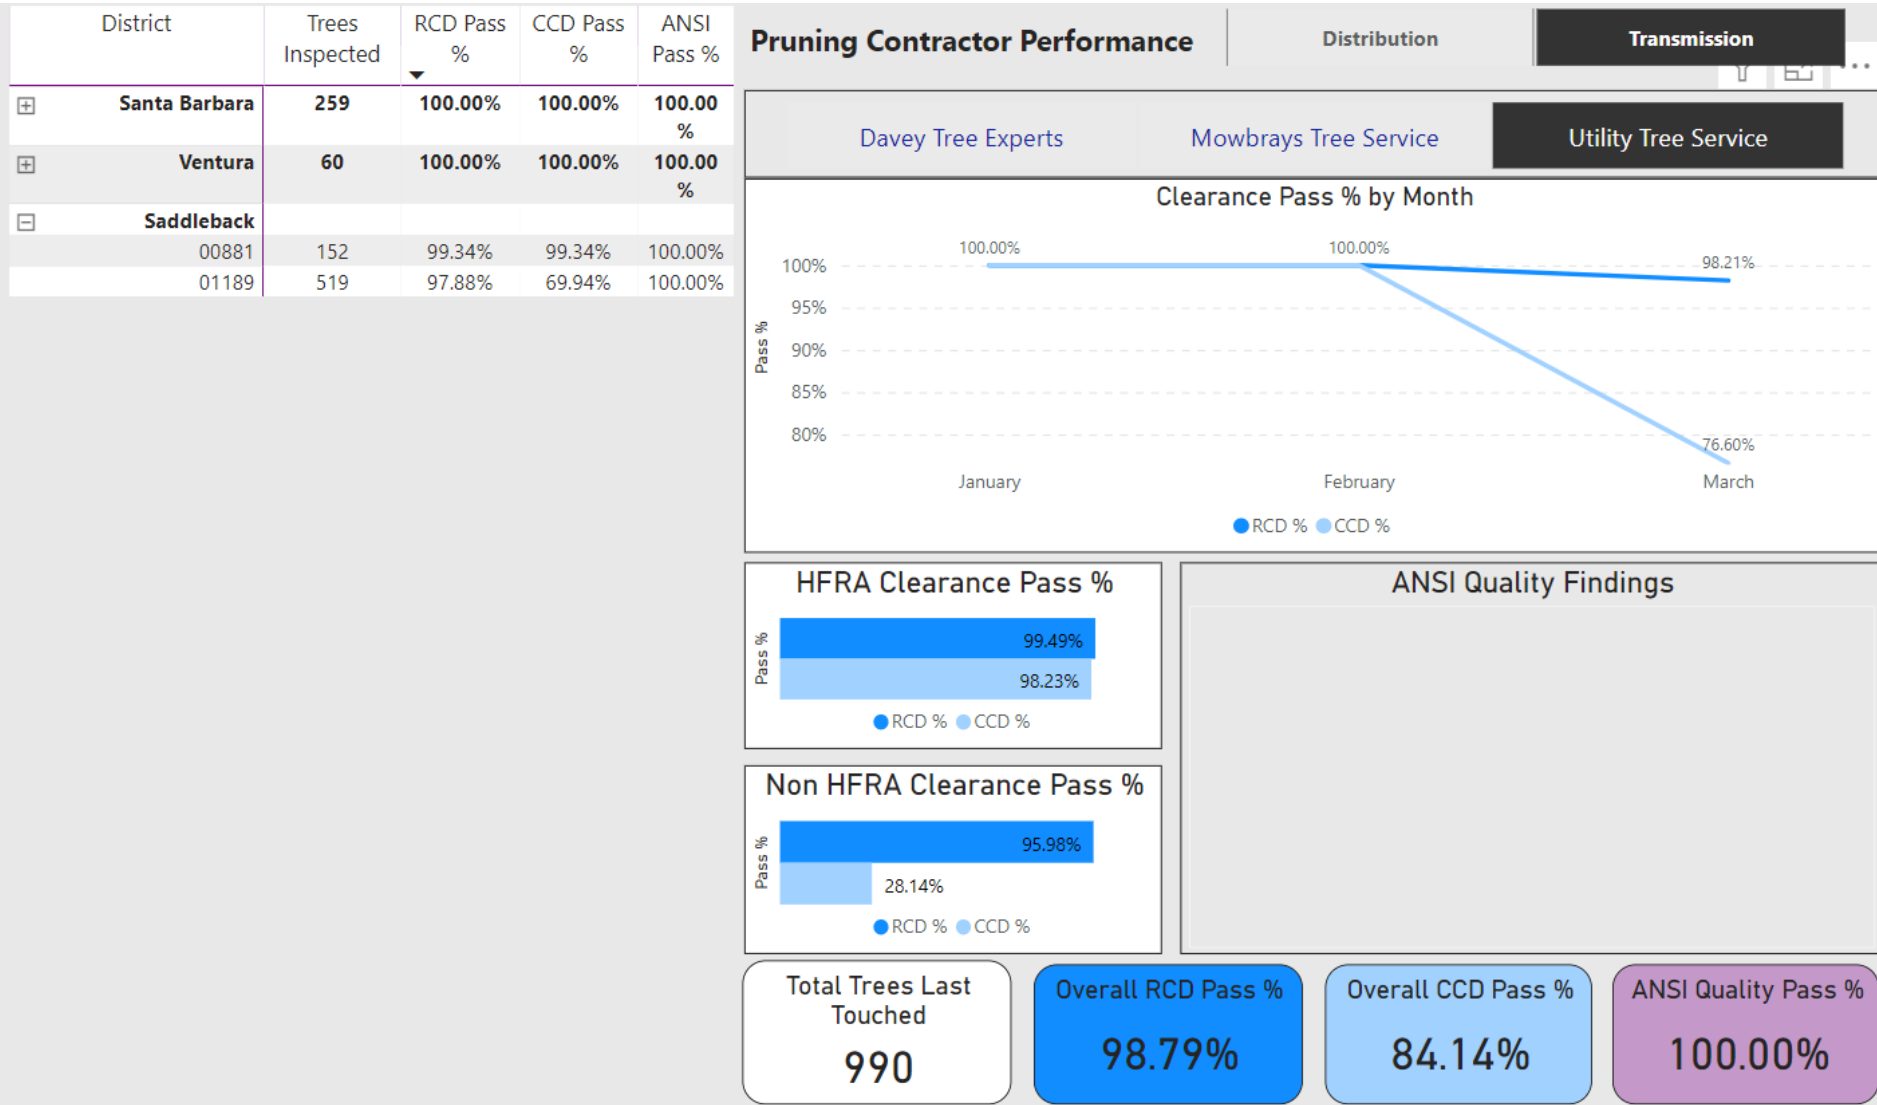 District Trees Inspected RCD Pass % CCD Pass % ANSI Pass %
Santa Barbara 259 100.00% 100.00% 100.00 %
Ventura 60 100.00% 100.00% 100.00 %
Saddleback
00881 152 99.34% 99.34% 100.00%
01189 519 97.88% 69.94% 100.00%
Pruning Contractor Performance
Distribution
Transmission
Davey Tree Experts
Mowbrays Tree Service
Utility Tree Service
Clearance Pass % by Month
100.00% 100.00% 98.21%
100%
95%
90%
85%
80%
Pass %
76.60%
January February March
RCD % CCD %
HFRA Clearance Pass %
Pass %
99.49%
98.23%
RCD % CCD %
ANSI Quality Findings
Non HFRA Clearance Pass %
Pass %
95.98%
28.14%
RCD % CCD %
Total Trees Last
Touched
990
Overall RCD Pass %
98.79%
Overall CCD Pass %
84.14%
ANSI Quality Pass %
100.00%